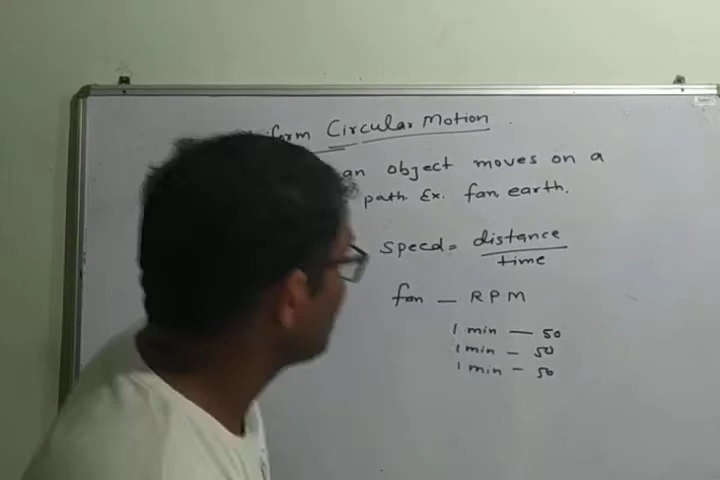 Circular Motion
an object moves on a
path Ex. fan, earth.
speed = distance
time
fan — RPM
1 min — 50
1 min — 50
1 min — 50